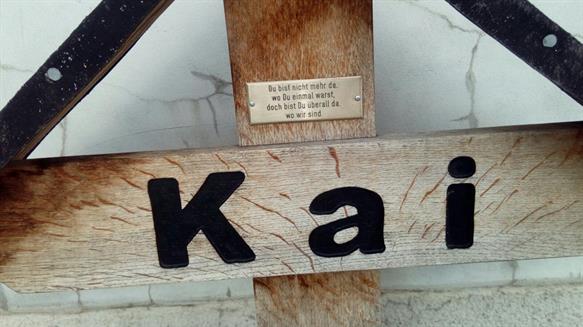 Du bist nicht mehr da,
wo Du einmal warst,
doch bist Du überall da,
wo wir sind
Kai